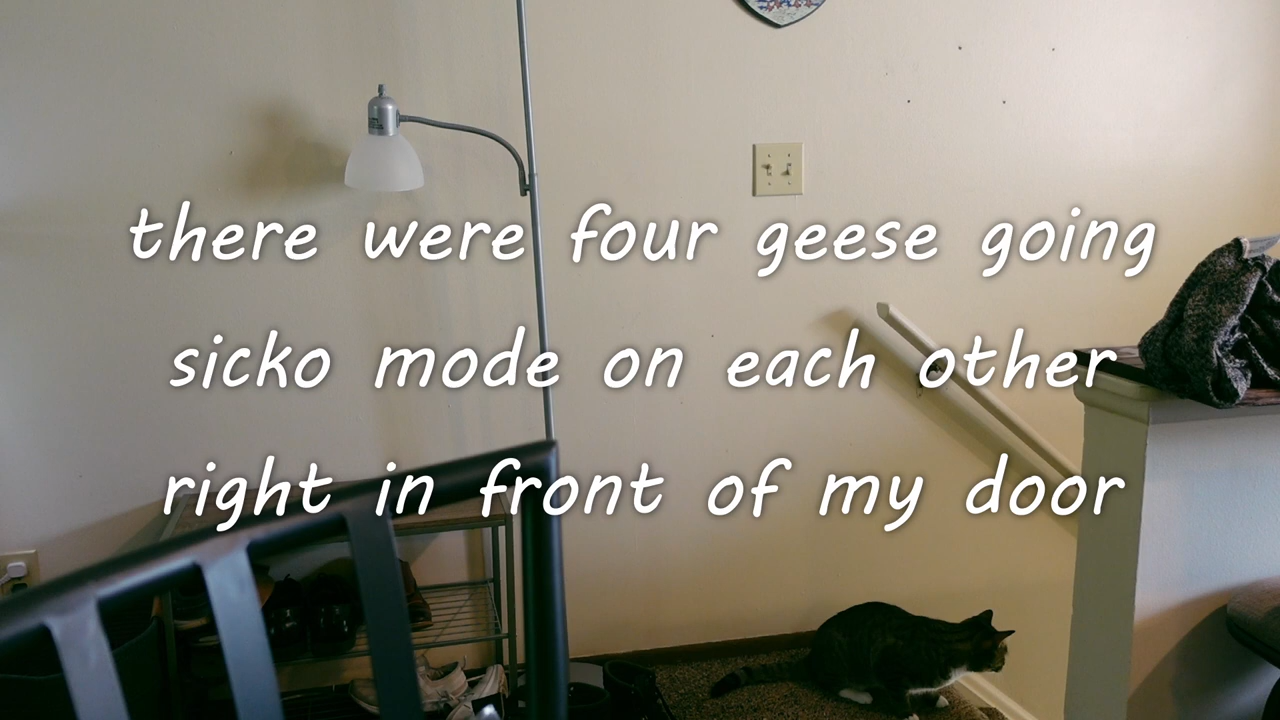 there were four geese going
sicko mode on each other
right in front of my door